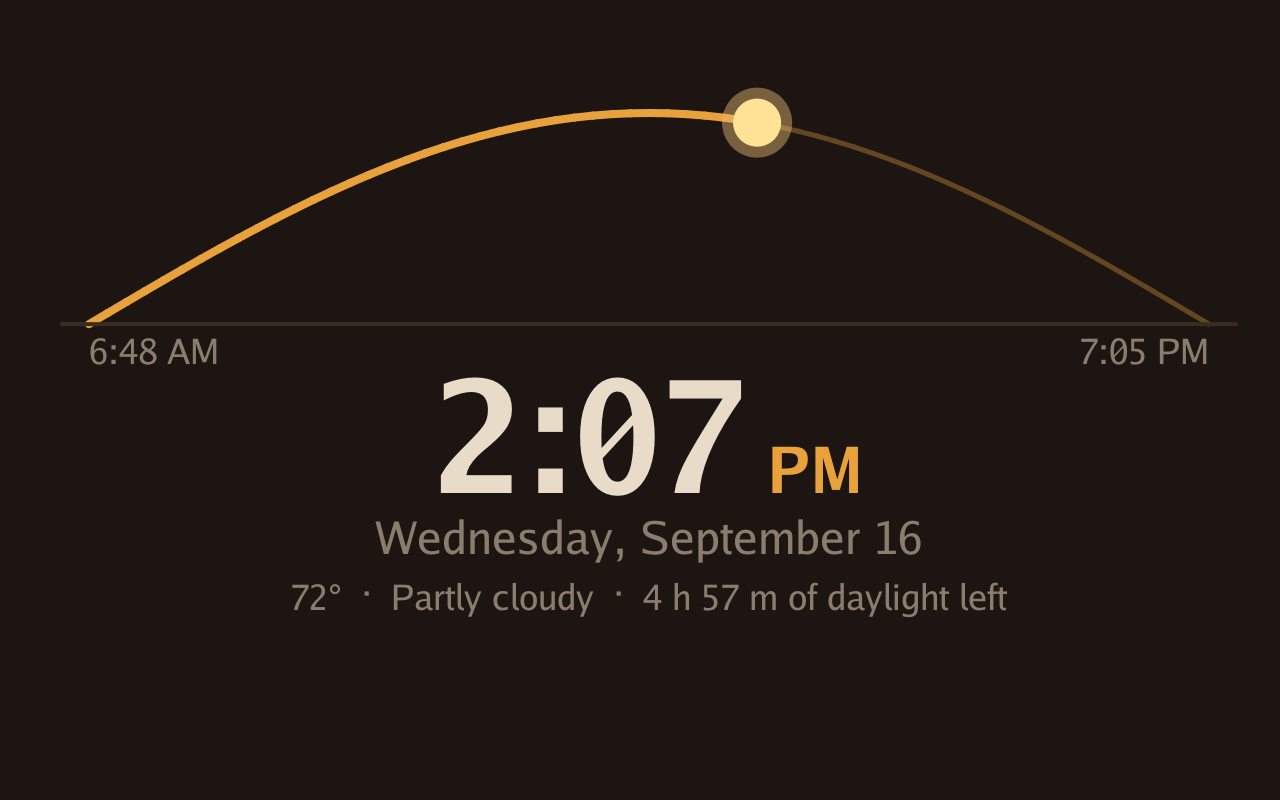 6:48 AM 7:05 PM
2:07 PM
Wednesday, September 16
72° · Partly cloudy · 4 h 57 m of daylight left